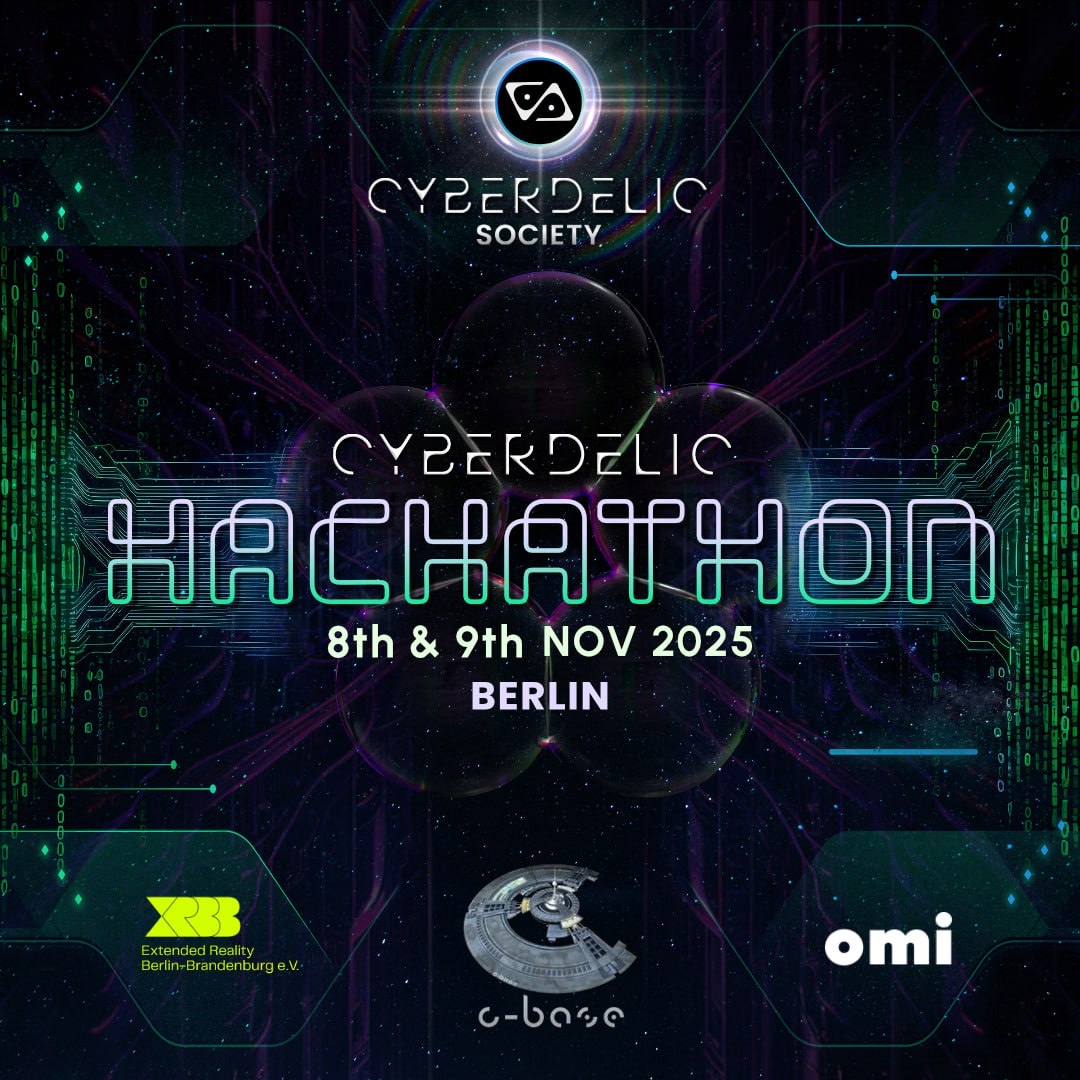 CYBERDELIC
SOCIETY
CYBERDELIC
HACKATHON
8th & 9th NOV 2025
BERLIN
XRBB
Extended Reality
Berlin-Brandenburg e.V.
c-base
omi